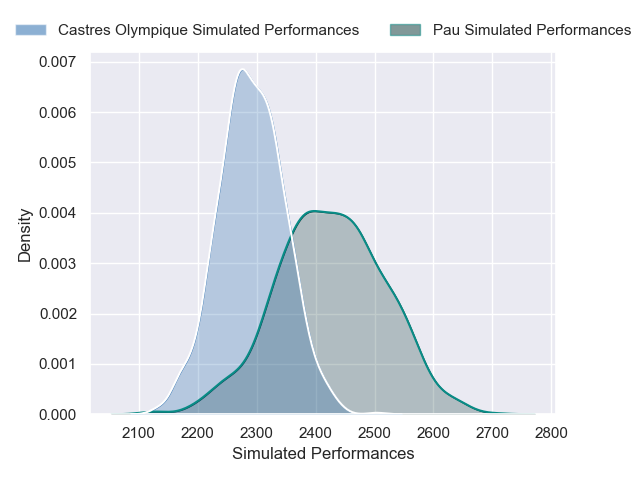 Castres Olympique Simulated Performances Pau Simulated Performances
0.007
0.006
0.005
0.004
0.003
0.002
0.001
0.000
Density
2100 2200 2300 2400 2500 2600 2700 2800
Simulated Performances